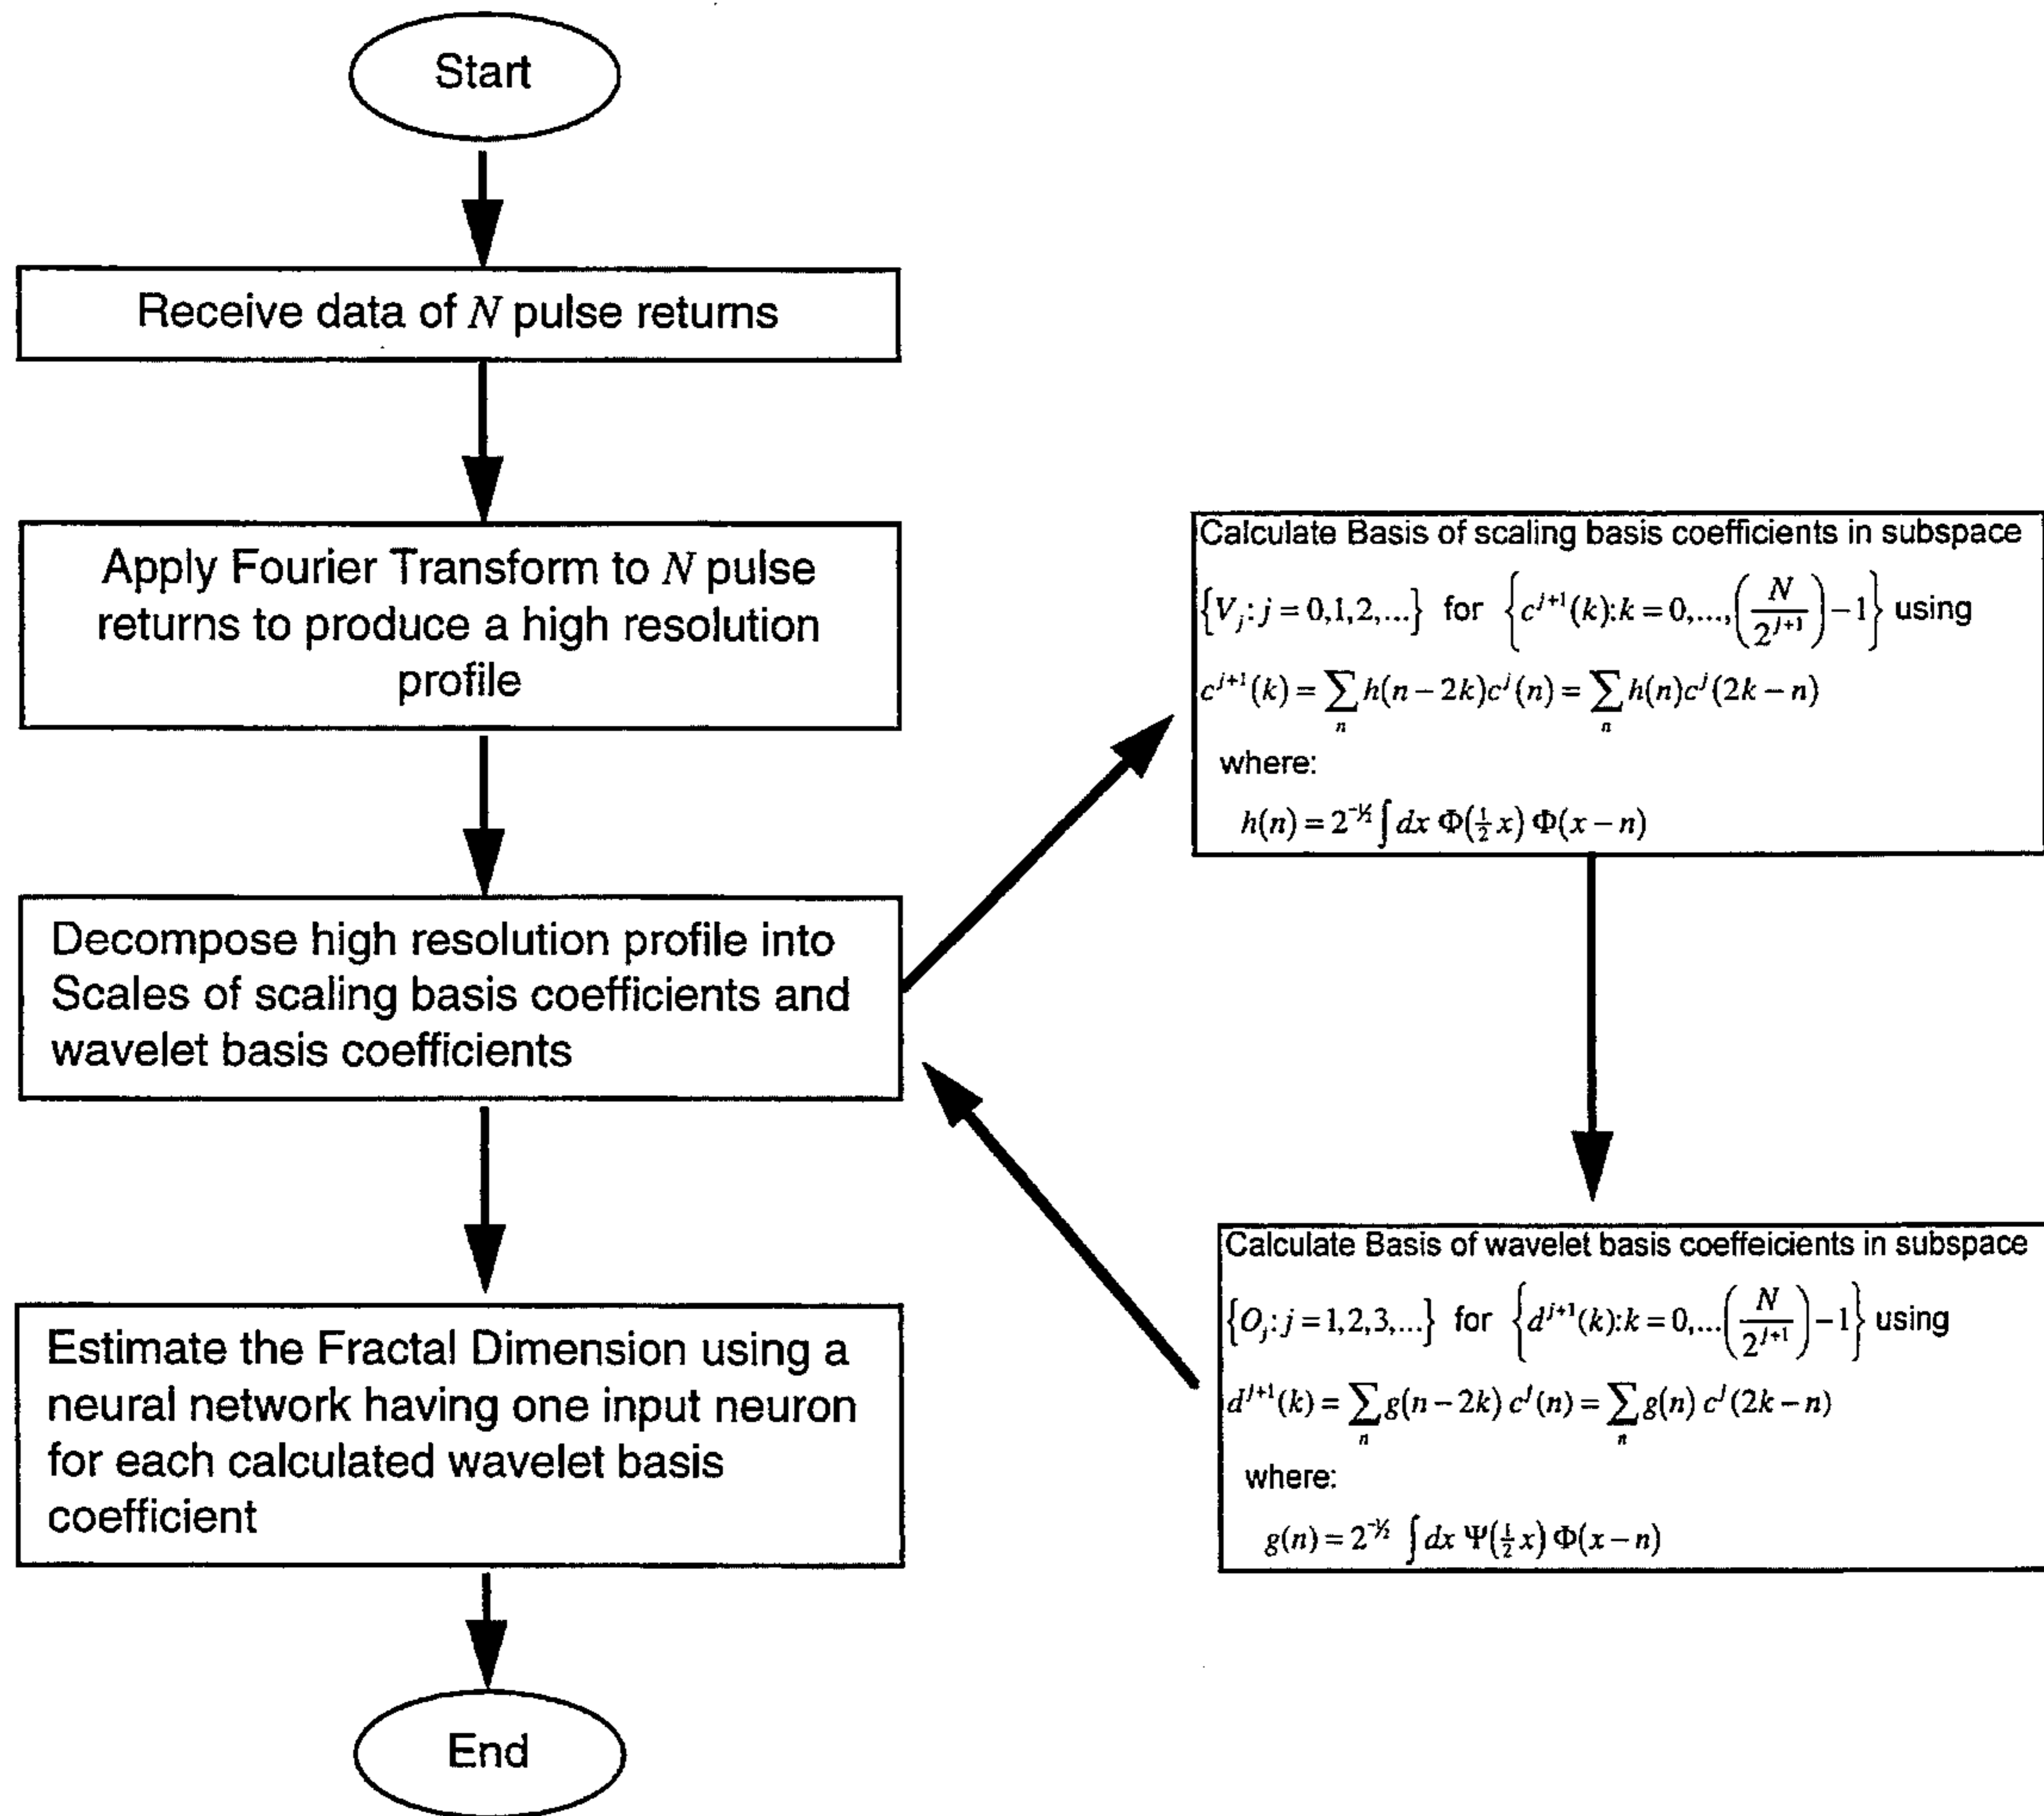 Start
Receive data of N pulse returns
Apply Fourier Transform to N pulse
returns to produce a high resolution
profile
Decompose high resolution profile into
Scales of scaling basis coefficients and
wavelet basis coefficients
Calculate Basis of scaling basis coefficients in subspace
{V_j: j = 0,1,2,...} for {c^{j+1}(k): k = 0,...,(N/2^{j+1})−1} using
c^{j+1}(k) = ∑_n h(n−2k)c^j(n) = ∑_n h(n)c^j(2k−n)
where:
h(n) = 2^{-½} ∫ dx Φ(½x) Φ(x−n)
Calculate Basis of wavelet basis coeffeicients in subspace
{O_j: j = 1,2,3,...} for {d^{j+1}(k): k = 0,...(N/2^{j+1})−1} using
d^{j+1}(k) = ∑_n g(n−2k) c^j(n) = ∑_n g(n) c^j(2k−n)
where:
g(n) = 2^{-½} ∫ dx Ψ(½x) Φ(x−n)
Estimate the Fractal Dimension using a
neural network having one input neuron
for each calculated wavelet basis
coefficient
End